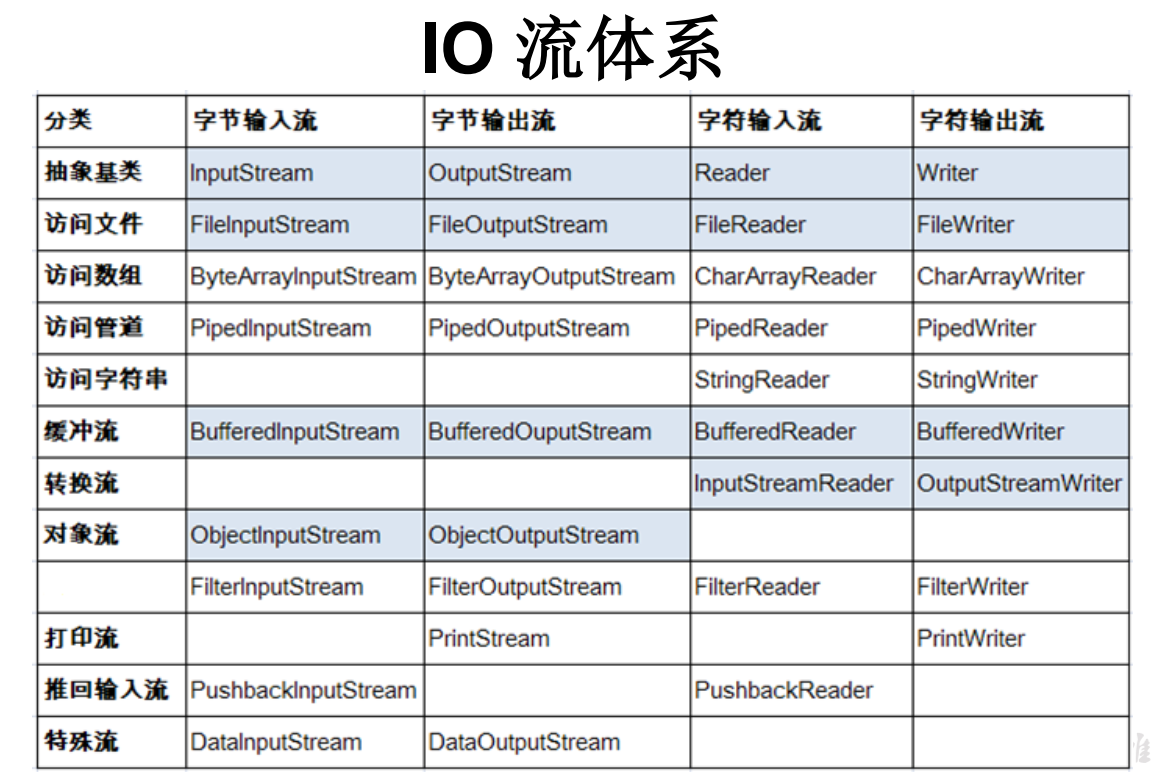 IO 流体系
分类 字节输入流 字节输出流 字符输入流 字符输出流
抽象基类 InputStream OutputStream Reader Writer
访问文件 FileInputStream FileOutputStream FileReader FileWriter
访问数组 ByteArrayInputStream ByteArrayOutputStream CharArrayReader CharArrayWriter
访问管道 PipedInputStream PipedOutputStream PipedReader PipedWriter
访问字符串 StringReader StringWriter
缓冲流 BufferedInputStream BufferedOuputStream BufferedReader BufferedWriter
转换流 InputStreamReader OutputStreamWriter
对象流 ObjectInputStream ObjectOutputStream
FilterInputStream FilterOutputStream FilterReader FilterWriter
打印流 PrintStream PrintWriter
推回输入流 PushbackInputStream PushbackReader
特殊流 DataInputStream DataOutputStream